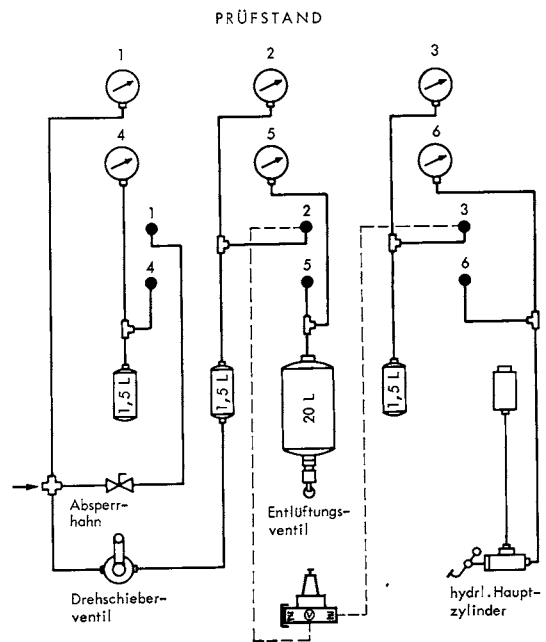 PRÜFSTAND
1
2
3
4
5
6
1
2
3
4
5
6
1,5 L
1,5 L
20 L
1,5 L
Absperr-
hahn
Entlüftungs-
ventil
Drehschieber-
ventil
V
hydrl. Haupt-
zylinder